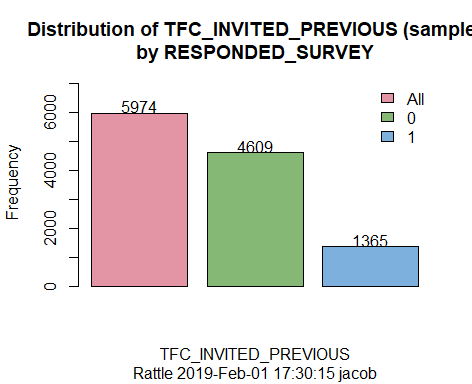 Distribution of TFC_INVITED_PREVIOUS (sample
by RESPONDED_SURVEY
All
0
1
5974
4609
1365
Frequency
6000
4000
2000
0
TFC_INVITED_PREVIOUS
Rattle 2019-Feb-01 17:30:15 jacob